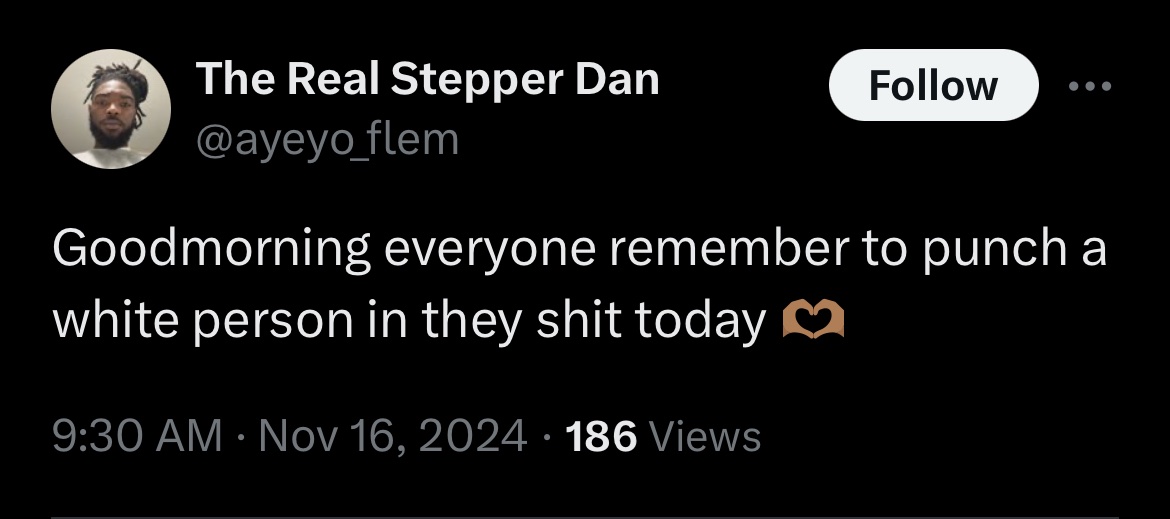 The Real Stepper Dan
Follow
@ayeyo_flem
Goodmorning everyone remember to punch a
white person in they shit today 🫶🏽
9:30 AM · Nov 16, 2024 · 186 Views